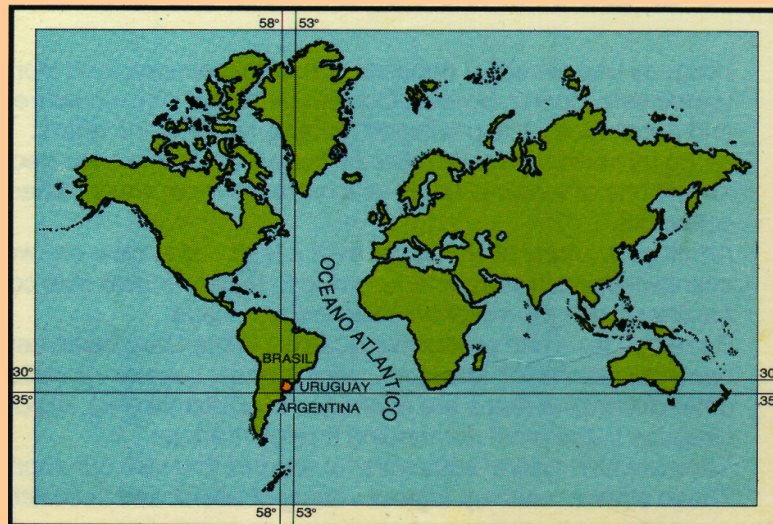 58° 53°
OCEANO ATLANTICO
BRASIL
30° 30°
URUGUAY
35° 35°
ARGENTINA
58° 53°